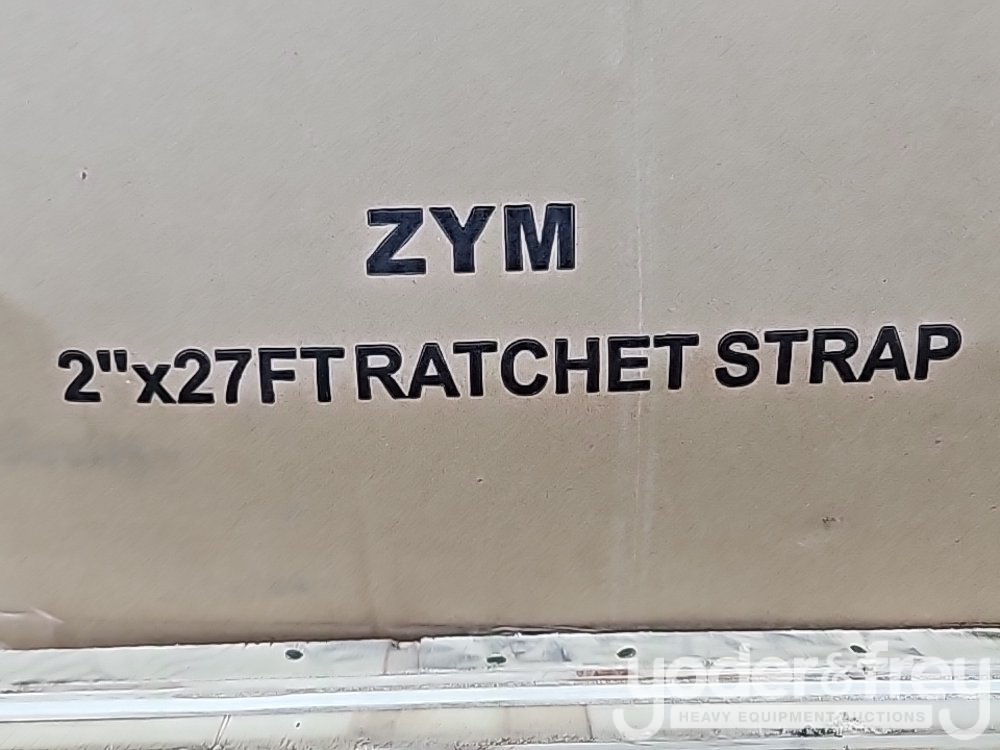 ZYM
2"x27FT RATCHET STRAP
yoder&frey
HEAVY EQUIPMENT AUCTIONS